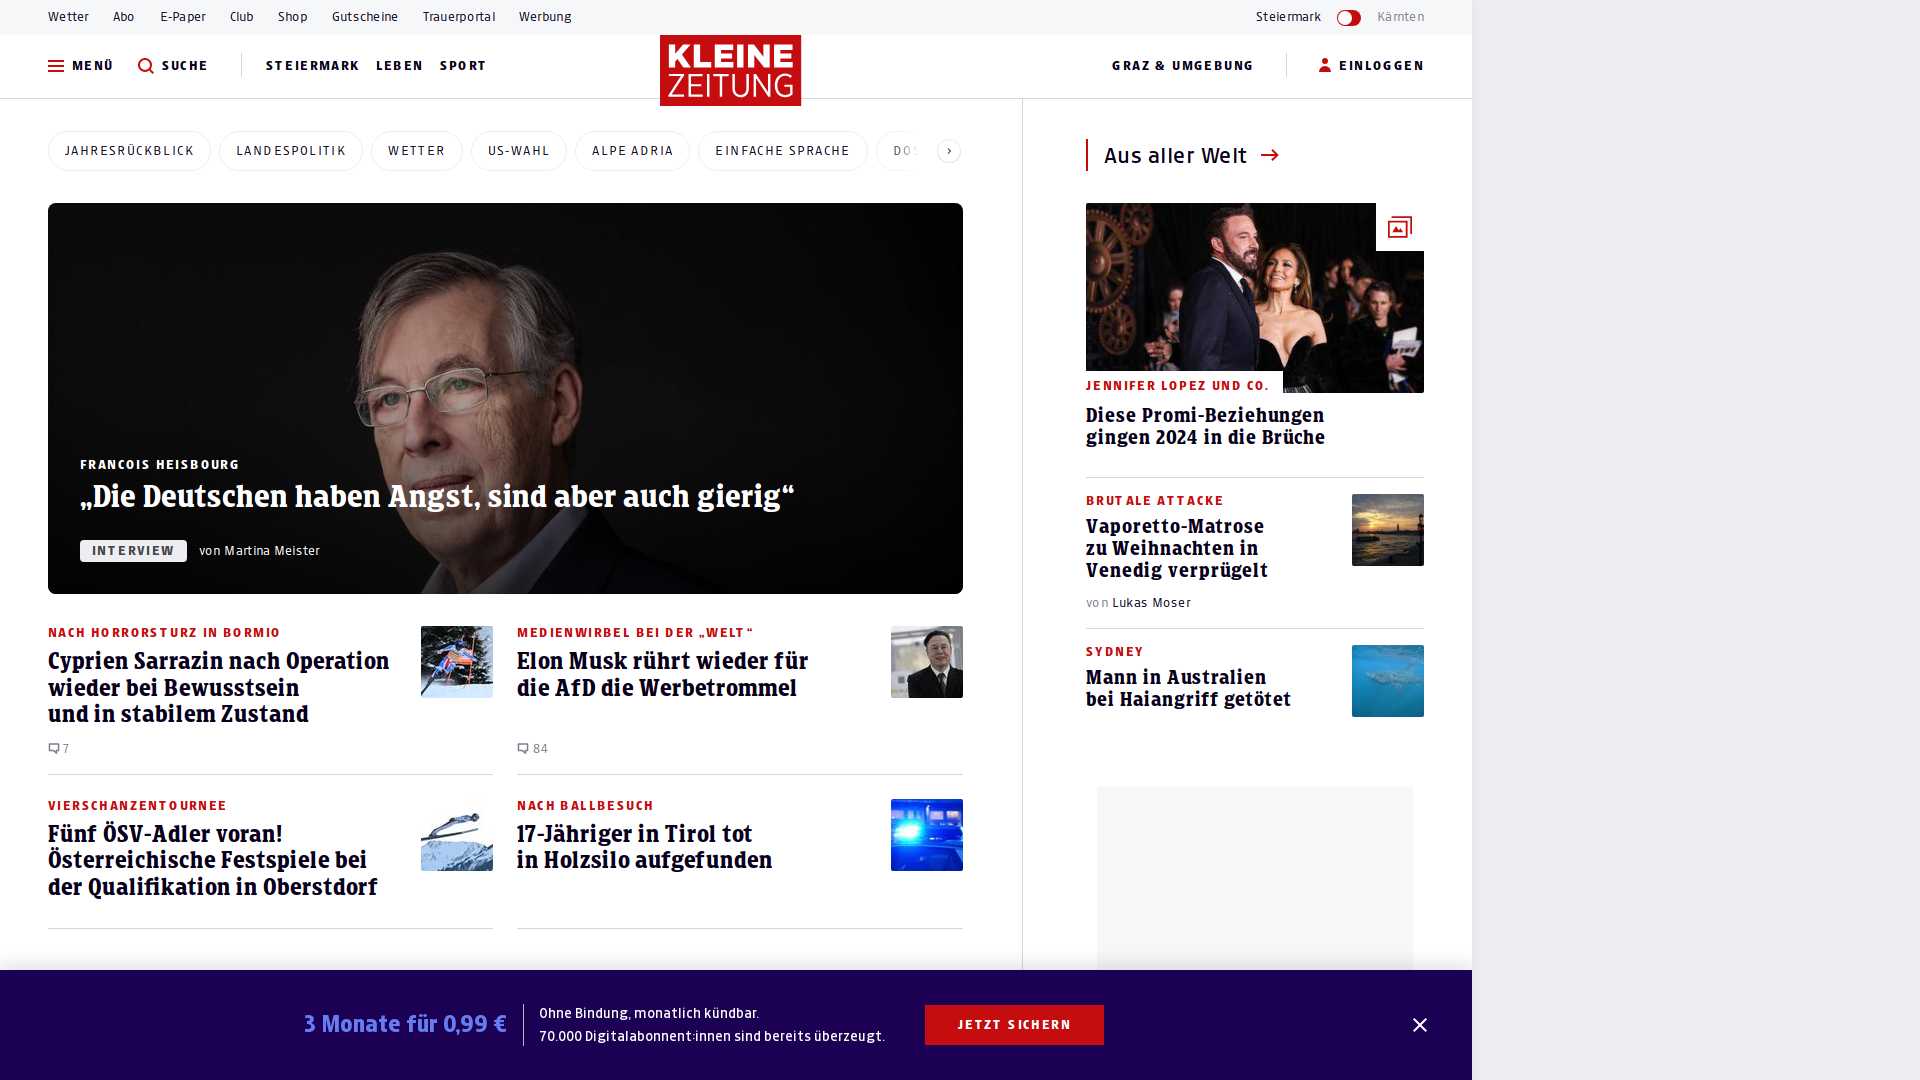 Wetter
Abo
E-Paper
Club
Shop
Gutscheine
Trauerportal
Werbung
Steiermark
Kärnten
MENÜ
SUCHE
STEIERMARK
LEBEN
SPORT
KLEINE
ZEITUNG
GRAZ & UMGEBUNG
EINLOGGEN
JAHRESRÜCKBLICK
LANDESPOLITIK
WETTER
US-WAHL
ALPE ADRIA
EINFACHE SPRACHE
FRANCOIS HEISBOURG
„Die Deutschen haben Angst, sind aber auch gierig“
INTERVIEW
von Martina Meister
NACH HORRORSTURZ IN BORMIO
Cyprien Sarrazin nach Operation
wieder bei Bewusstsein
und in stabilem Zustand
7
MEDIENWIRBEL BEI DER „WELT“
Elon Musk rührt wieder für
die AfD die Werbetrommel
84
VIERSCHANZENTOURNEE
Fünf ÖSV-Adler voran!
Österreichische Festspiele bei
der Qualifikation in Oberstdorf
NACH BALLBESUCH
17-Jähriger in Tirol tot
in Holzsilo aufgefunden
Aus aller Welt
JENNIFER LOPEZ UND CO.
Diese Promi-Beziehungen
gingen 2024 in die Brüche
BRUTALE ATTACKE
Vaporetto-Matrose
zu Weihnachten in
Venedig verprügelt
von Lukas Moser
SYDNEY
Mann in Australien
bei Haiangriff getötet
3 Monate für 0,99 €
Ohne Bindung, monatlich kündbar.
70.000 Digitalabonnent:innen sind bereits überzeugt.
JETZT SICHERN